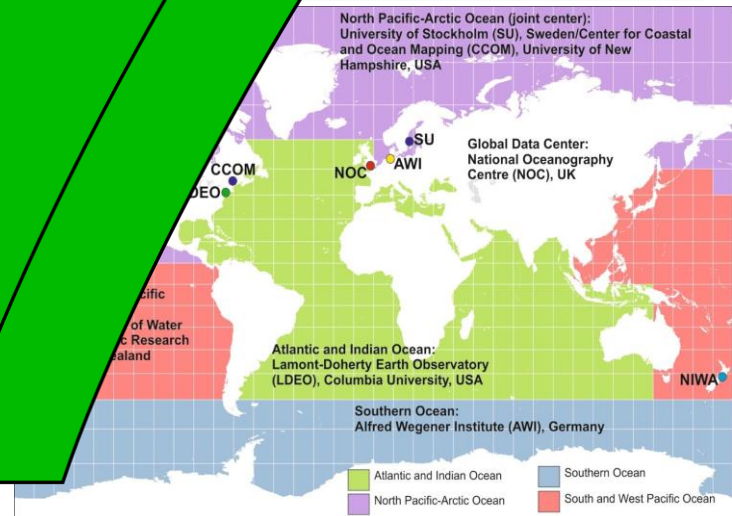 North Pacific-Arctic Ocean (joint center):
University of Stockholm (SU), Sweden/Center for Coastal
and Ocean Mapping (CCOM), University of New
Hampshire, USA
SU
Global Data Center:
National Oceanography
Centre (NOC), UK
NOC
AWI
CCOM
of Water
Research
Atlantic and Indian Ocean:
Lamont-Doherty Earth Observatory
(LDEO), Columbia University, USA
NIWA
Southern Ocean:
Alfred Wegener Institute (AWI), Germany
Atlantic and Indian Ocean
Southern Ocean
North Pacific-Arctic Ocean
South and West Pacific Ocean